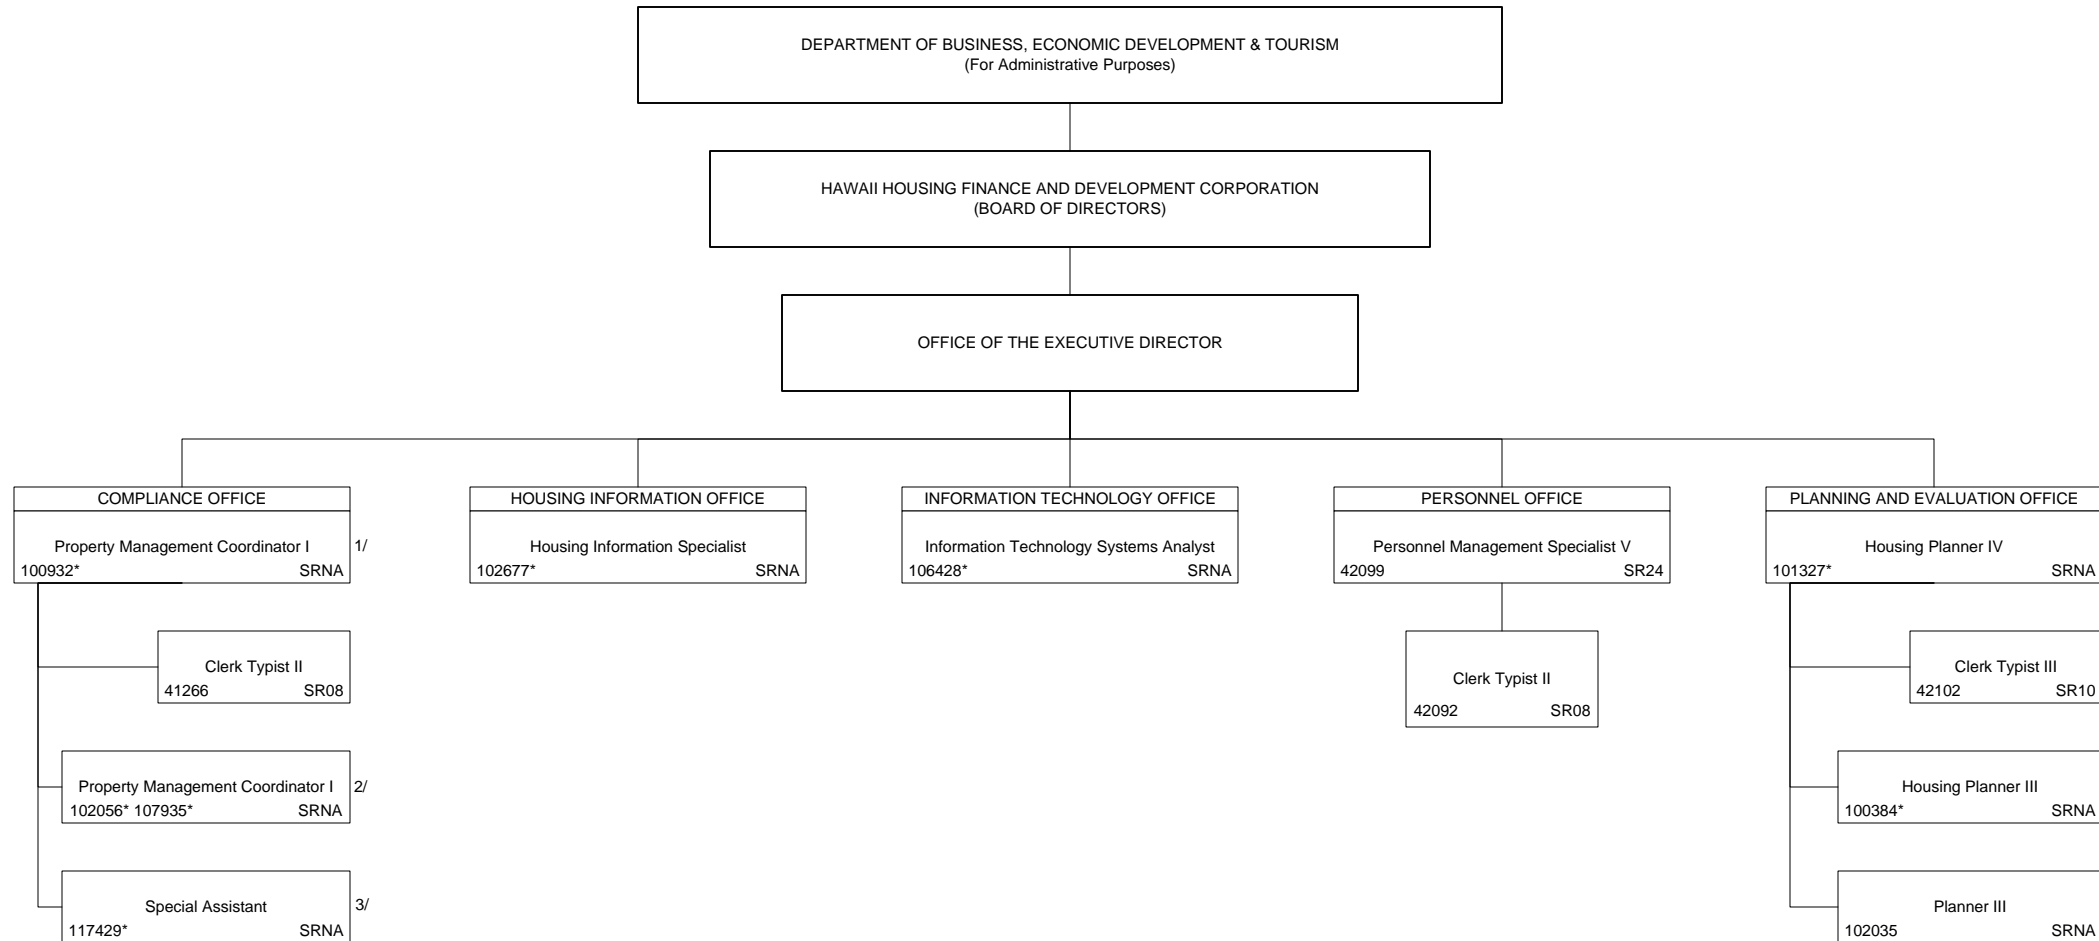 DEPARTMENT OF BUSINESS, ECONOMIC DEVELOPMENT & TOURISM
(For Administrative Purposes)
HAWAII HOUSING FINANCE AND DEVELOPMENT CORPORATION
(BOARD OF DIRECTORS)
OFFICE OF THE EXECUTIVE DIRECTOR
COMPLIANCE OFFICE
Property Management Coordinator I 1/
100932* SRNA
Clerk Typist II
41266 SR08
Property Management Coordinator I 2/
102056* 107935* SRNA
Special Assistant 3/
117429* SRNA
HOUSING INFORMATION OFFICE
Housing Information Specialist
102677* SRNA
INFORMATION TECHNOLOGY OFFICE
Information Technology Systems Analyst
106428* SRNA
PERSONNEL OFFICE
Personnel Management Specialist V
42099 SR24
Clerk Typist II
42092 SR08
PLANNING AND EVALUATION OFFICE
Housing Planner IV
101327* SRNA
Clerk Typist III
42102 SR10
Housing Planner III
100384* SRNA
Planner III
102035 SRNA